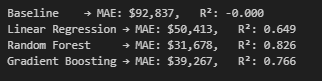 Baseline    → MAE: $92,837,   R²: -0.000
Linear Regression → MAE: $50,413,   R²: 0.649
Random Forest     → MAE: $31,678,   R²: 0.826
Gradient Boosting → MAE: $39,267,   R²: 0.766